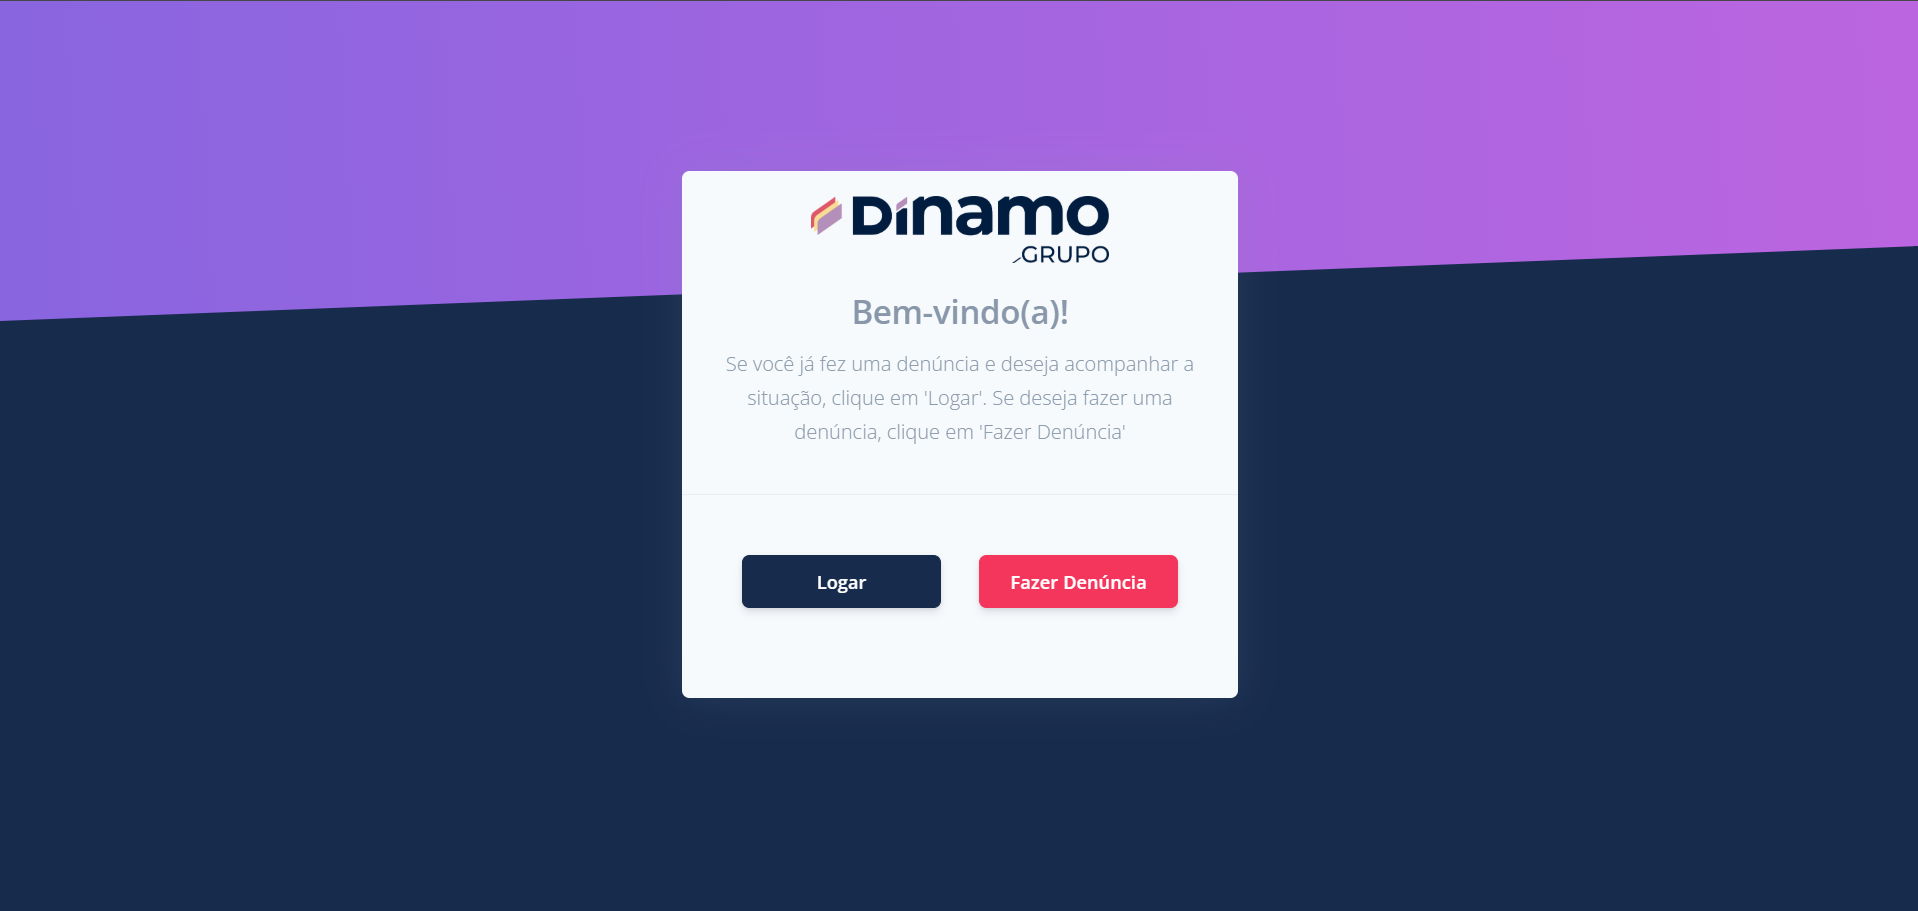 Dinamo
GRUPO
Bem-vindo(a)!
Se você já fez uma denúncia e deseja acompanhar a
situação, clique em 'Logar'. Se deseja fazer uma
denúncia, clique em 'Fazer Denúncia'
Logar
Fazer Denúncia